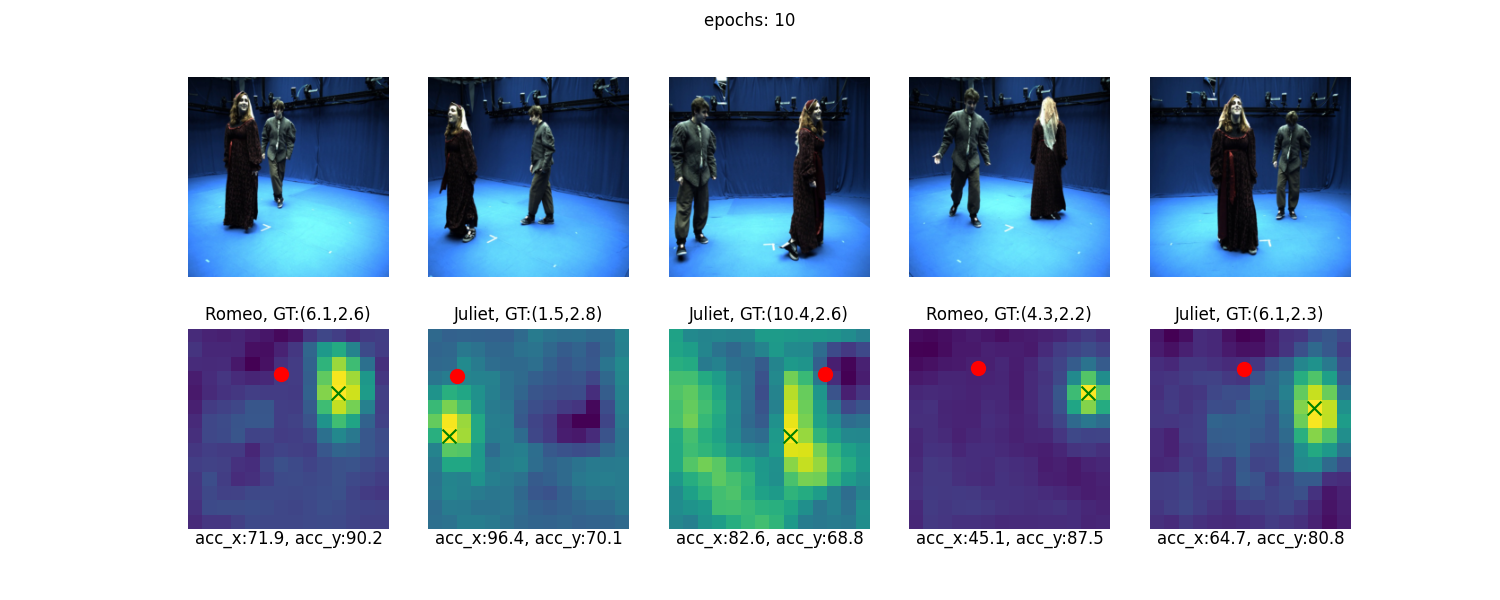 epochs: 10
Romeo, GT:(6.1,2.6)
Juliet, GT:(1.5,2.8)
Juliet, GT:(10.4,2.6)
Romeo, GT:(4.3,2.2)
Juliet, GT:(6.1,2.3)
acc_x:71.9, acc_y:90.2
acc_x:96.4, acc_y:70.1
acc_x:82.6, acc_y:68.8
acc_x:45.1, acc_y:87.5
acc_x:64.7, acc_y:80.8